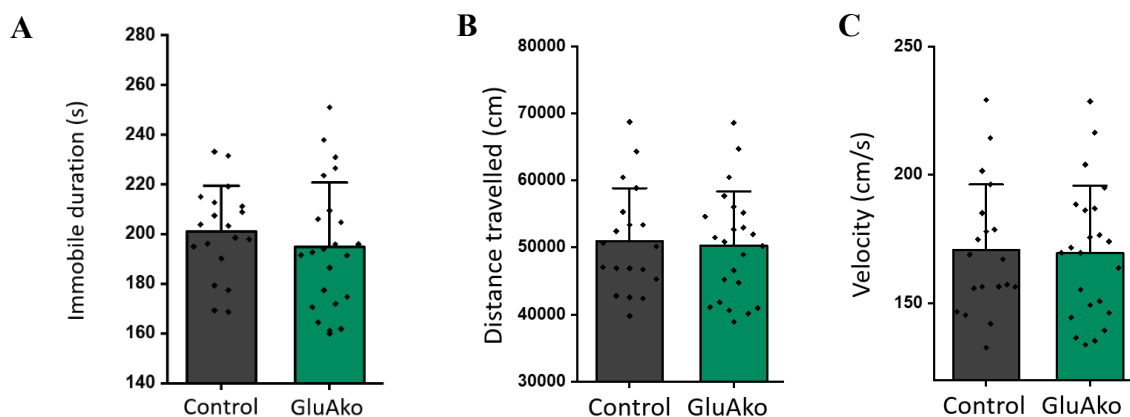 A
Immobile duration (s)
280
260
240
220
200
180
160
140
Control GluAko
B
Distance travelled (cm)
80000
70000
60000
50000
40000
30000
Control GluAko
C
Velocity (cm/s)
250
200
150
Control GluAko